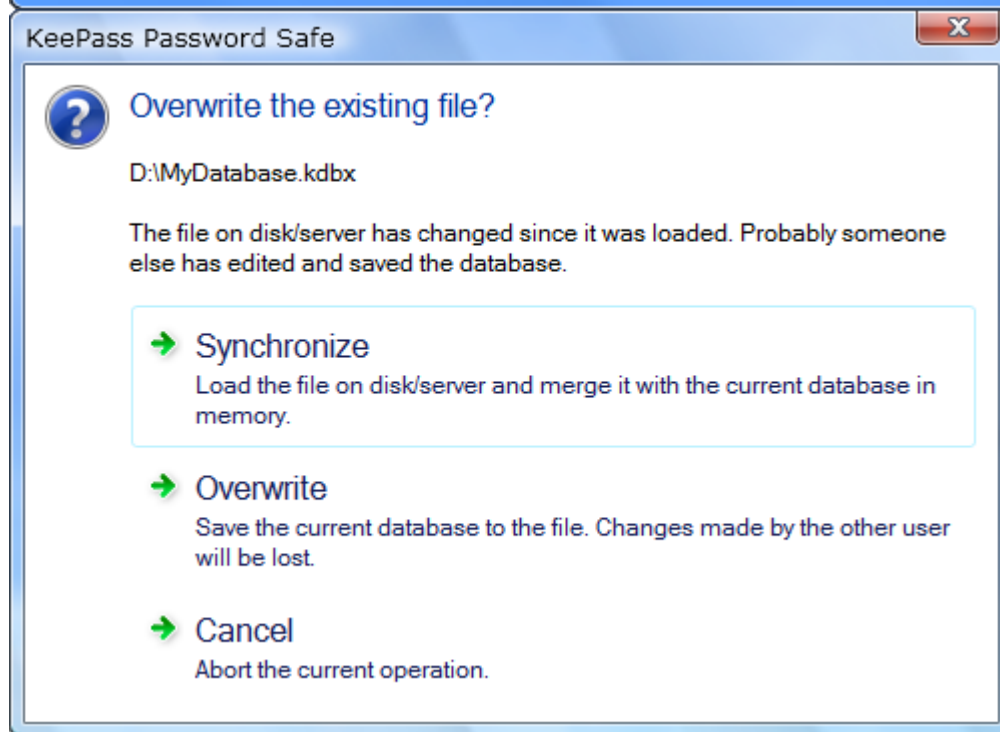 KeePass Password Safe
Overwrite the existing file?
D:\MyDatabase.kdbx
The file on disk/server has changed since it was loaded. Probably someone
else has edited and saved the database.
Synchronize
Load the file on disk/server and merge it with the current database in
memory.
Overwrite
Save the current database to the file. Changes made by the other user
will be lost.
Cancel
Abort the current operation.